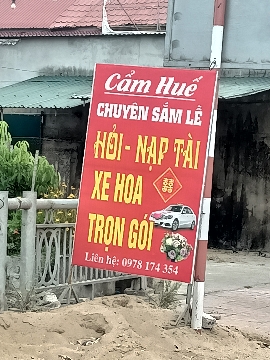 Cẩm Huế
CHUYÊN SẮM LỄ
HỎI - NẠP TÀI
XE HOA
TRỌN GÓI
Liên hệ: 0978 174 354